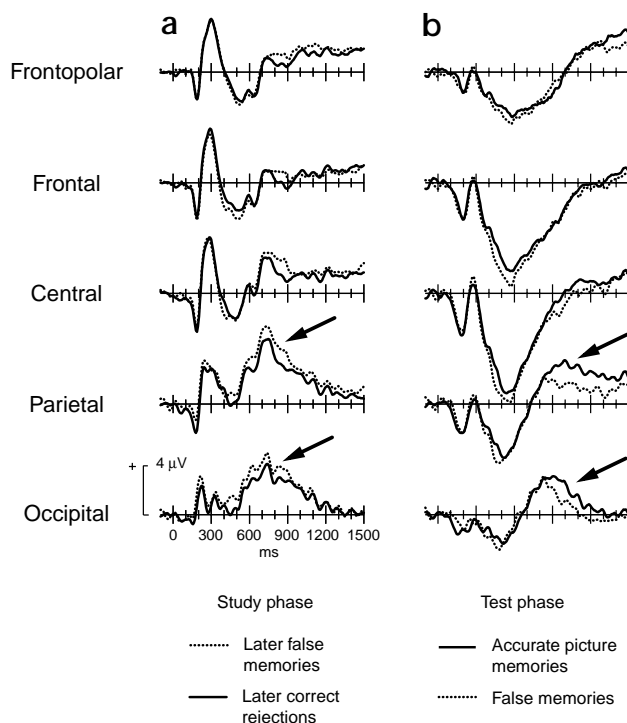 a
b
Frontopolar
Frontal
Central
Parietal
+ 4 µV
Occipital
0 300 600 900 1200 1500
ms
Study phase
Later false
memories
Later correct
rejections
Test phase
Accurate picture
memories
False memories